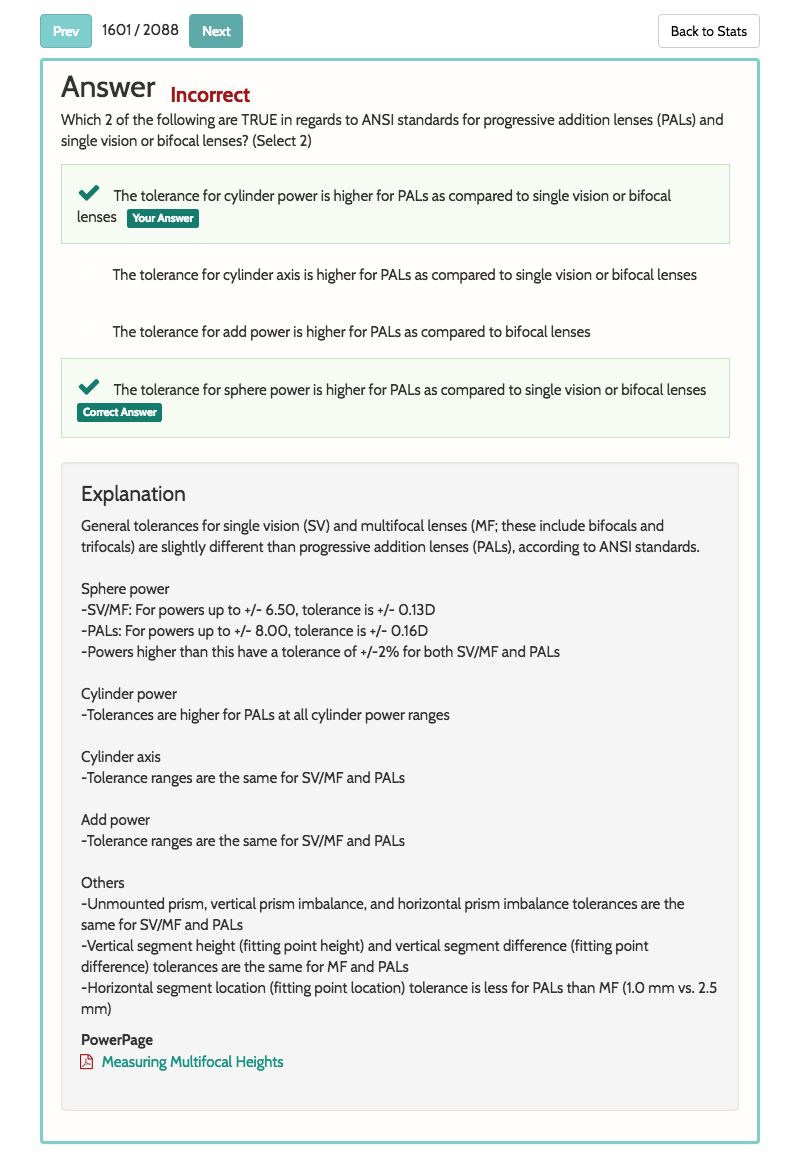 Prev 1601 / 2088 Next Back to Stats
Answer Incorrect
Which 2 of the following are TRUE in regards to ANSI standards for progressive addition lenses (PALs) and
single vision or bifocal lenses? (Select 2)
The tolerance for cylinder power is higher for PALs as compared to single vision or bifocal
lenses Your Answer
The tolerance for cylinder axis is higher for PALs as compared to single vision or bifocal lenses
The tolerance for add power is higher for PALs as compared to bifocal lenses
The tolerance for sphere power is higher for PALs as compared to single vision or bifocal lenses
Correct Answer
Explanation
General tolerances for single vision (SV) and multifocal lenses (MF; these include bifocals and
trifocals) are slightly different than progressive addition lenses (PALs), according to ANSI standards.
Sphere power
-SV/MF: For powers up to +/- 6.50, tolerance is +/- 0.13D
-PALs: For powers up to +/- 8.00, tolerance is +/- 0.16D
-Powers higher than this have a tolerance of +/-2% for both SV/MF and PALs
Cylinder power
-Tolerances are higher for PALs at all cylinder power ranges
Cylinder axis
-Tolerance ranges are the same for SV/MF and PALs
Add power
-Tolerance ranges are the same for SV/MF and PALs
Others
-Unmounted prism, vertical prism imbalance, and horizontal prism imbalance tolerances are the
same for SV/MF and PALs
-Vertical segment height (fitting point height) and vertical segment difference (fitting point
difference) tolerances are the same for MF and PALs
-Horizontal segment location (fitting point location) tolerance is less for PALs than MF (1.0 mm vs. 2.5
mm)
PowerPage
Measuring Multifocal Heights